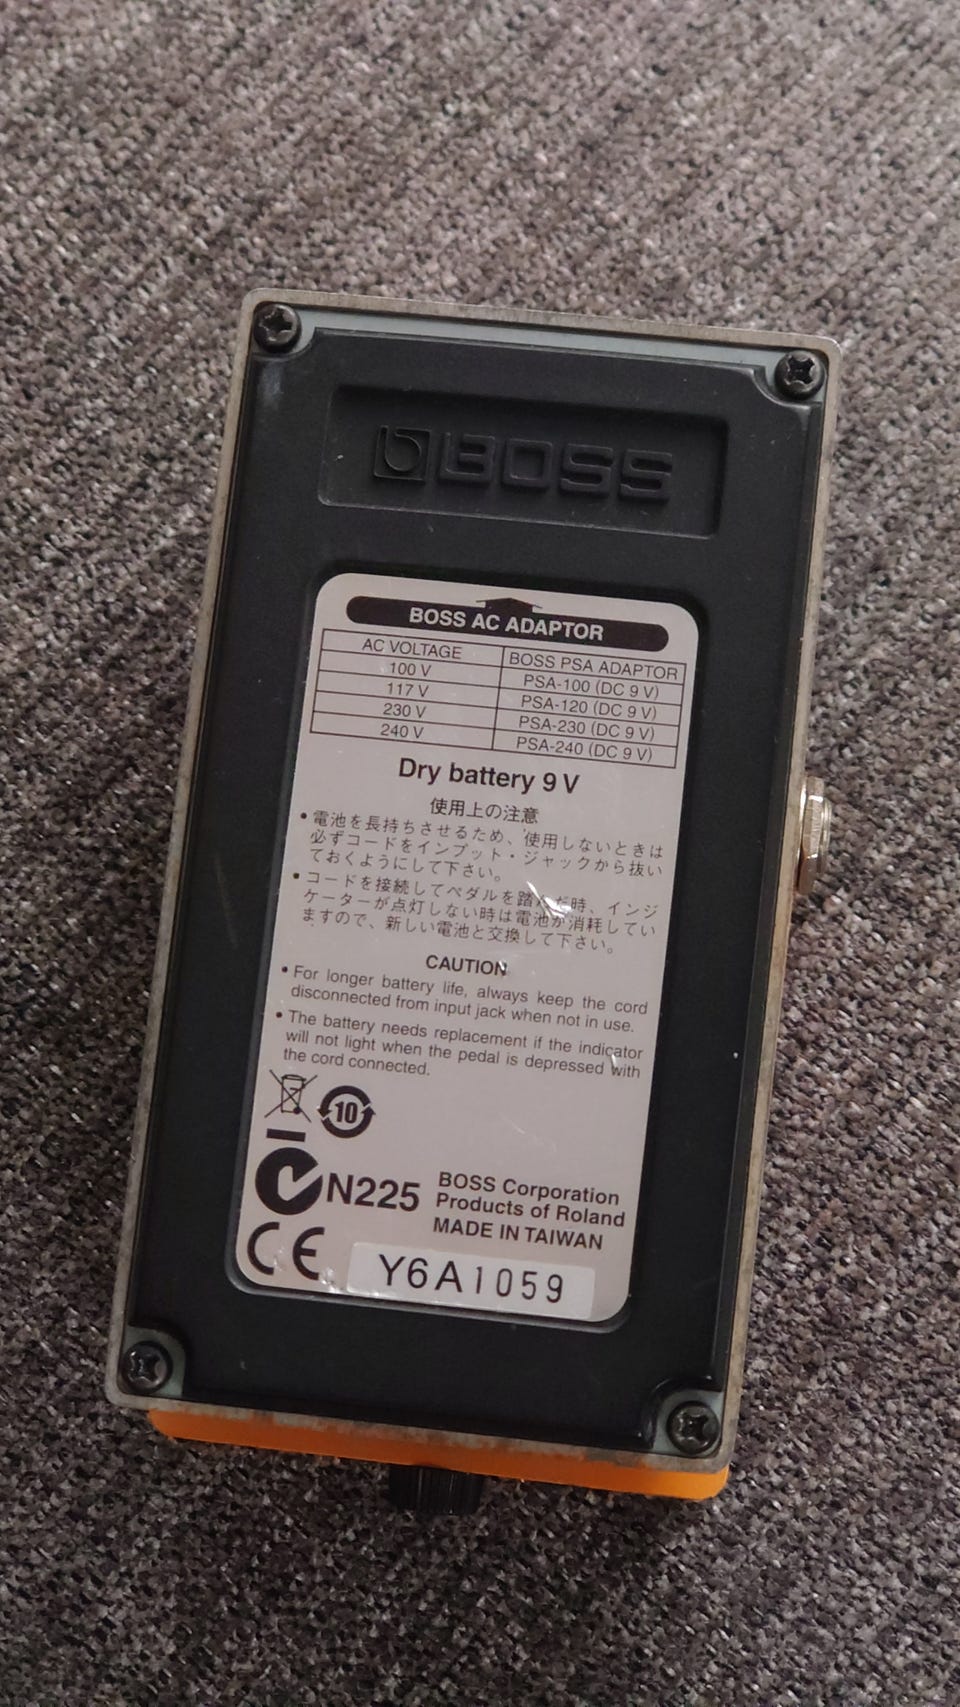 BOSS
BOSS AC ADAPTOR
AC VOLTAGE BOSS PSA ADAPTOR
100 V PSA-100 (DC 9 V)
117 V PSA-120 (DC 9 V)
230 V PSA-230 (DC 9 V)
240 V PSA-240 (DC 9 V)
Dry battery 9 V
使用上の注意
• 電池を長持ちさせるため、使用しないときは
必ずコードをインプット・ジャックから抜い
ておくようにして下さい。
• コードを接続してペダルを踏んだ時、インジ
ケーターが点灯しない時は電池が消耗してい
ますので、新しい電池と交換して下さい。
CAUTION
• For longer battery life, always keep the cord
disconnected from input jack when not in use.
• The battery needs replacement if the indicator
will not light when the pedal is depressed with
the cord connected.
10
N225
BOSS Corporation
Products of Roland
MADE IN TAIWAN
CE
Y6A1059